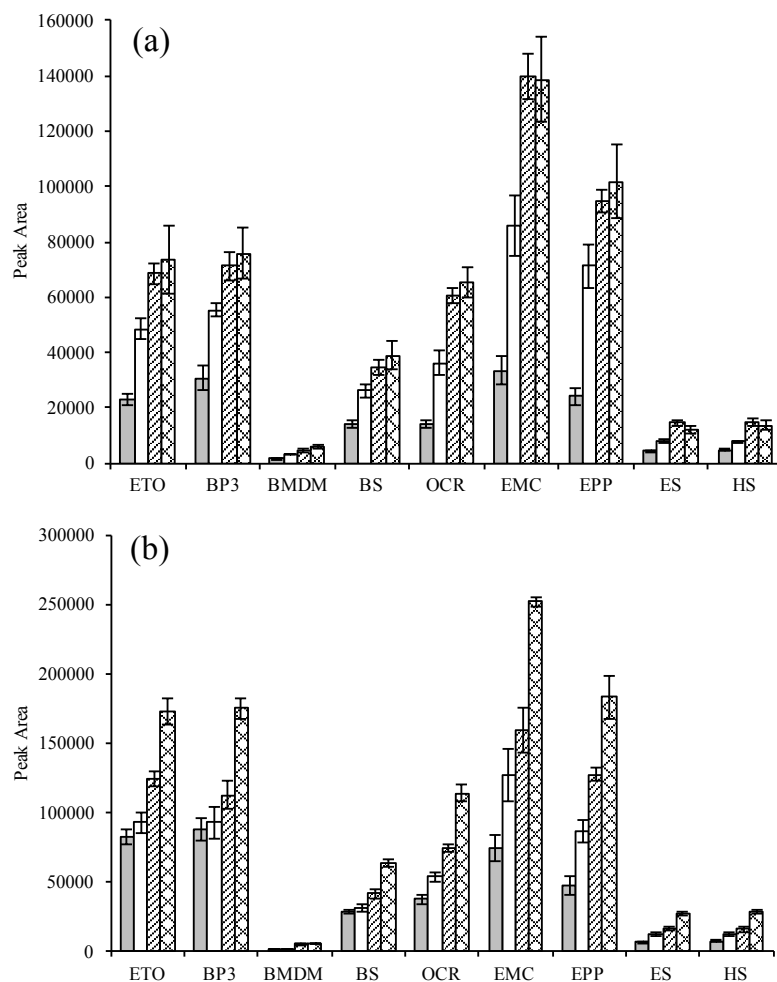 (a)
Peak Area
160000
140000
120000
100000
80000
60000
40000
20000
0
ETO BP3 BMDM BS OCR EMC EPP ES HS
(b)
Peak Area
300000
250000
200000
150000
100000
50000
0
ETO BP3 BMDM BS OCR EMC EPP ES HS